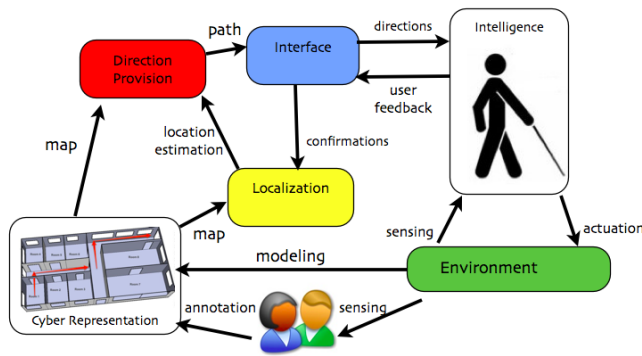 path
Interface
directions
Intelligence
Direction
Provision
user
feedback
map
location
estimation
confirmations
Localization
map
sensing
actuation
modeling
Environment
annotation
sensing
Cyber Representation